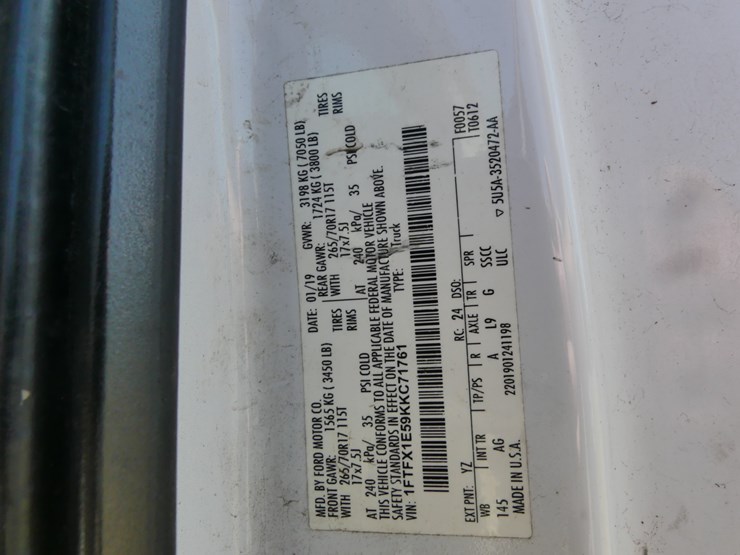 MFD. BY FORD MOTOR CO. DATE: 01/19 GVWR: 3198 KG ( 7050 LB)
FRONT GAWR: 1565 KG ( 3450 LB) REAR GAWR: 1724 KG ( 3800 LB)
WITH 265/70R17 115T TIRES WITH 265/70R17 115T TIRES
17x7.5J RIMS 17x7.5J RIMS
AT 240 kPa/ 35 PSI COLD AT 240 kPa/ 35 PSI COLD
THIS VEHICLE CONFORMS TO ALL APPLICABLE FEDERAL MOTOR VEHICLE
SAFETY STANDARDS IN EFFECT ON THE DATE OF MANUFACTURE SHOWN ABOVE.
VIN: 1FTFX1E59KKC71761 TYPE: Truck
F0057
EXT PNT: YZ RC: 24 DSO: T0612
WB INT TR TP/PS R AXLE TR SPR
145 AG A L9 G SSCC
MADE IN U.S.A. 2201901241198 ULC ▽ 5U5A-3520472-AA